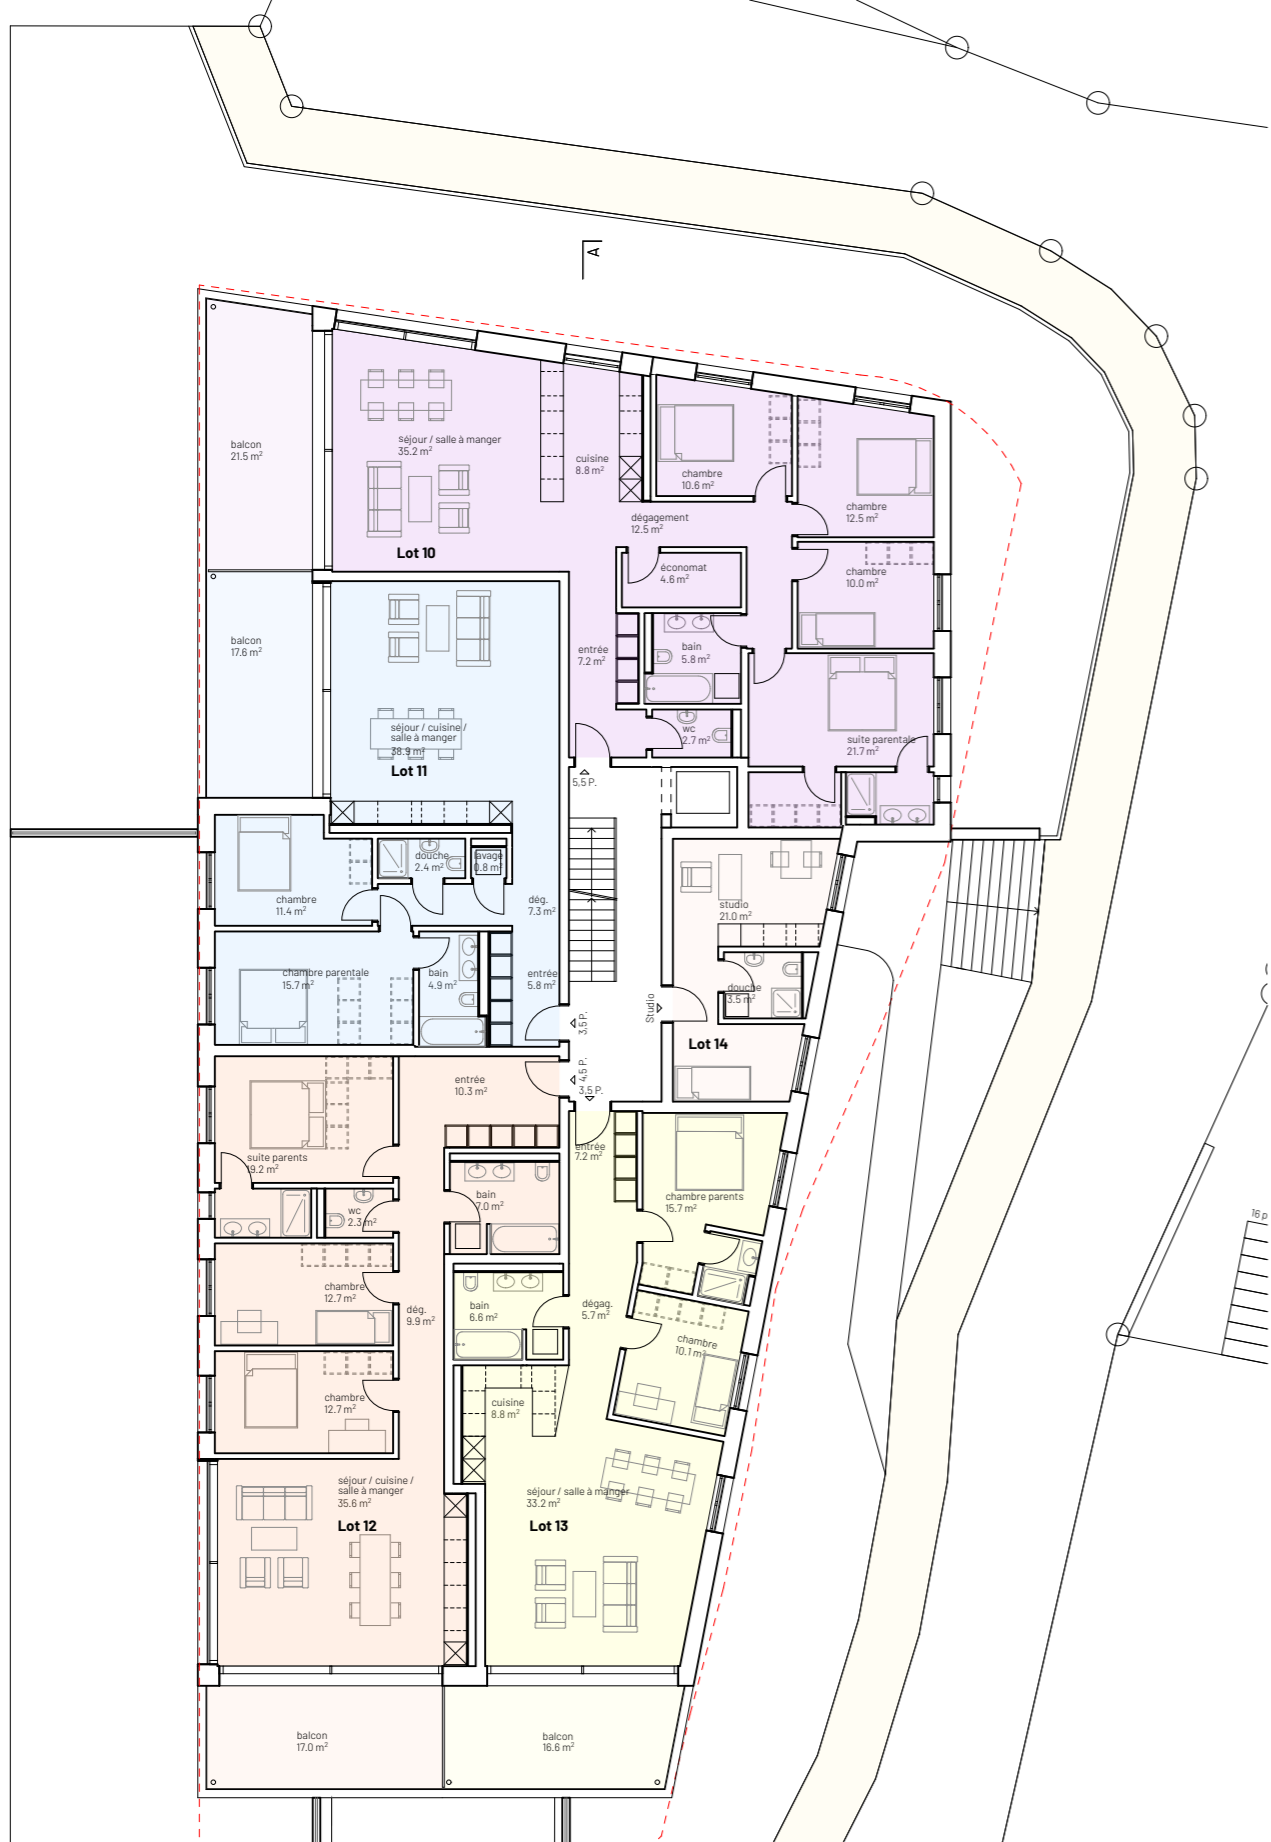 A
balcon
21.5 m²
séjour / salle à manger
35.2 m²
Lot 10
cuisine
8.8 m²
chambre
10.6 m²
chambre
12.5 m²
dégagement
12.5 m²
économat
4.6 m²
chambre
10.0 m²
entrée
7.2 m²
bain
5.8 m²
wc
2.7 m²
suite parentale
21.7 m²
5,5 P.
balcon
17.6 m²
séjour / cuisine /
salle à manger
38.9 m²
Lot 11
chambre
11.4 m²
douche
2.4 m²
lavage
0.8 m²
dég.
7.3 m²
chambre parentale
15.7 m²
bain
4.9 m²
entrée
5.8 m²
3,5 P.
4,5 P.
3,5 P.
Studio
studio
21.0 m²
douche
3.5 m²
Lot 14
entrée
10.3 m²
suite parents
19.2 m²
wc
2.3 m²
bain
7.0 m²
chambre
12.7 m²
dég.
9.9 m²
chambre
12.7 m²
séjour / cuisine /
salle à manger
35.6 m²
Lot 12
balcon
17.0 m²
entrée
7.2 m²
chambre parents
15.7 m²
bain
6.6 m²
dégag.
5.7 m²
chambre
10.1 m²
cuisine
8.8 m²
séjour / salle à manger
33.2 m²
Lot 13
balcon
16.6 m²
16 p